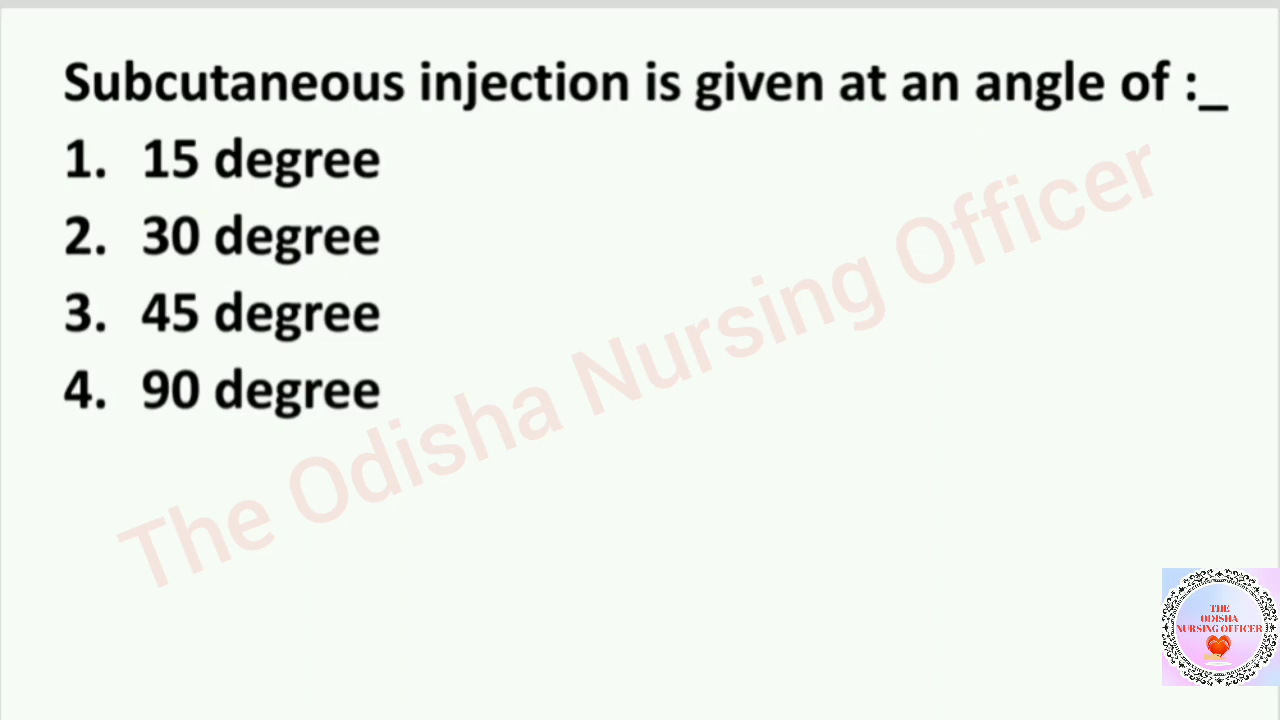 Subcutaneous injection is given at an angle of :_
1. 15 degree
2. 30 degree
3. 45 degree
4. 90 degree
The Odisha Nursing Officer
THE
ODISHA
NURSING OFFICER